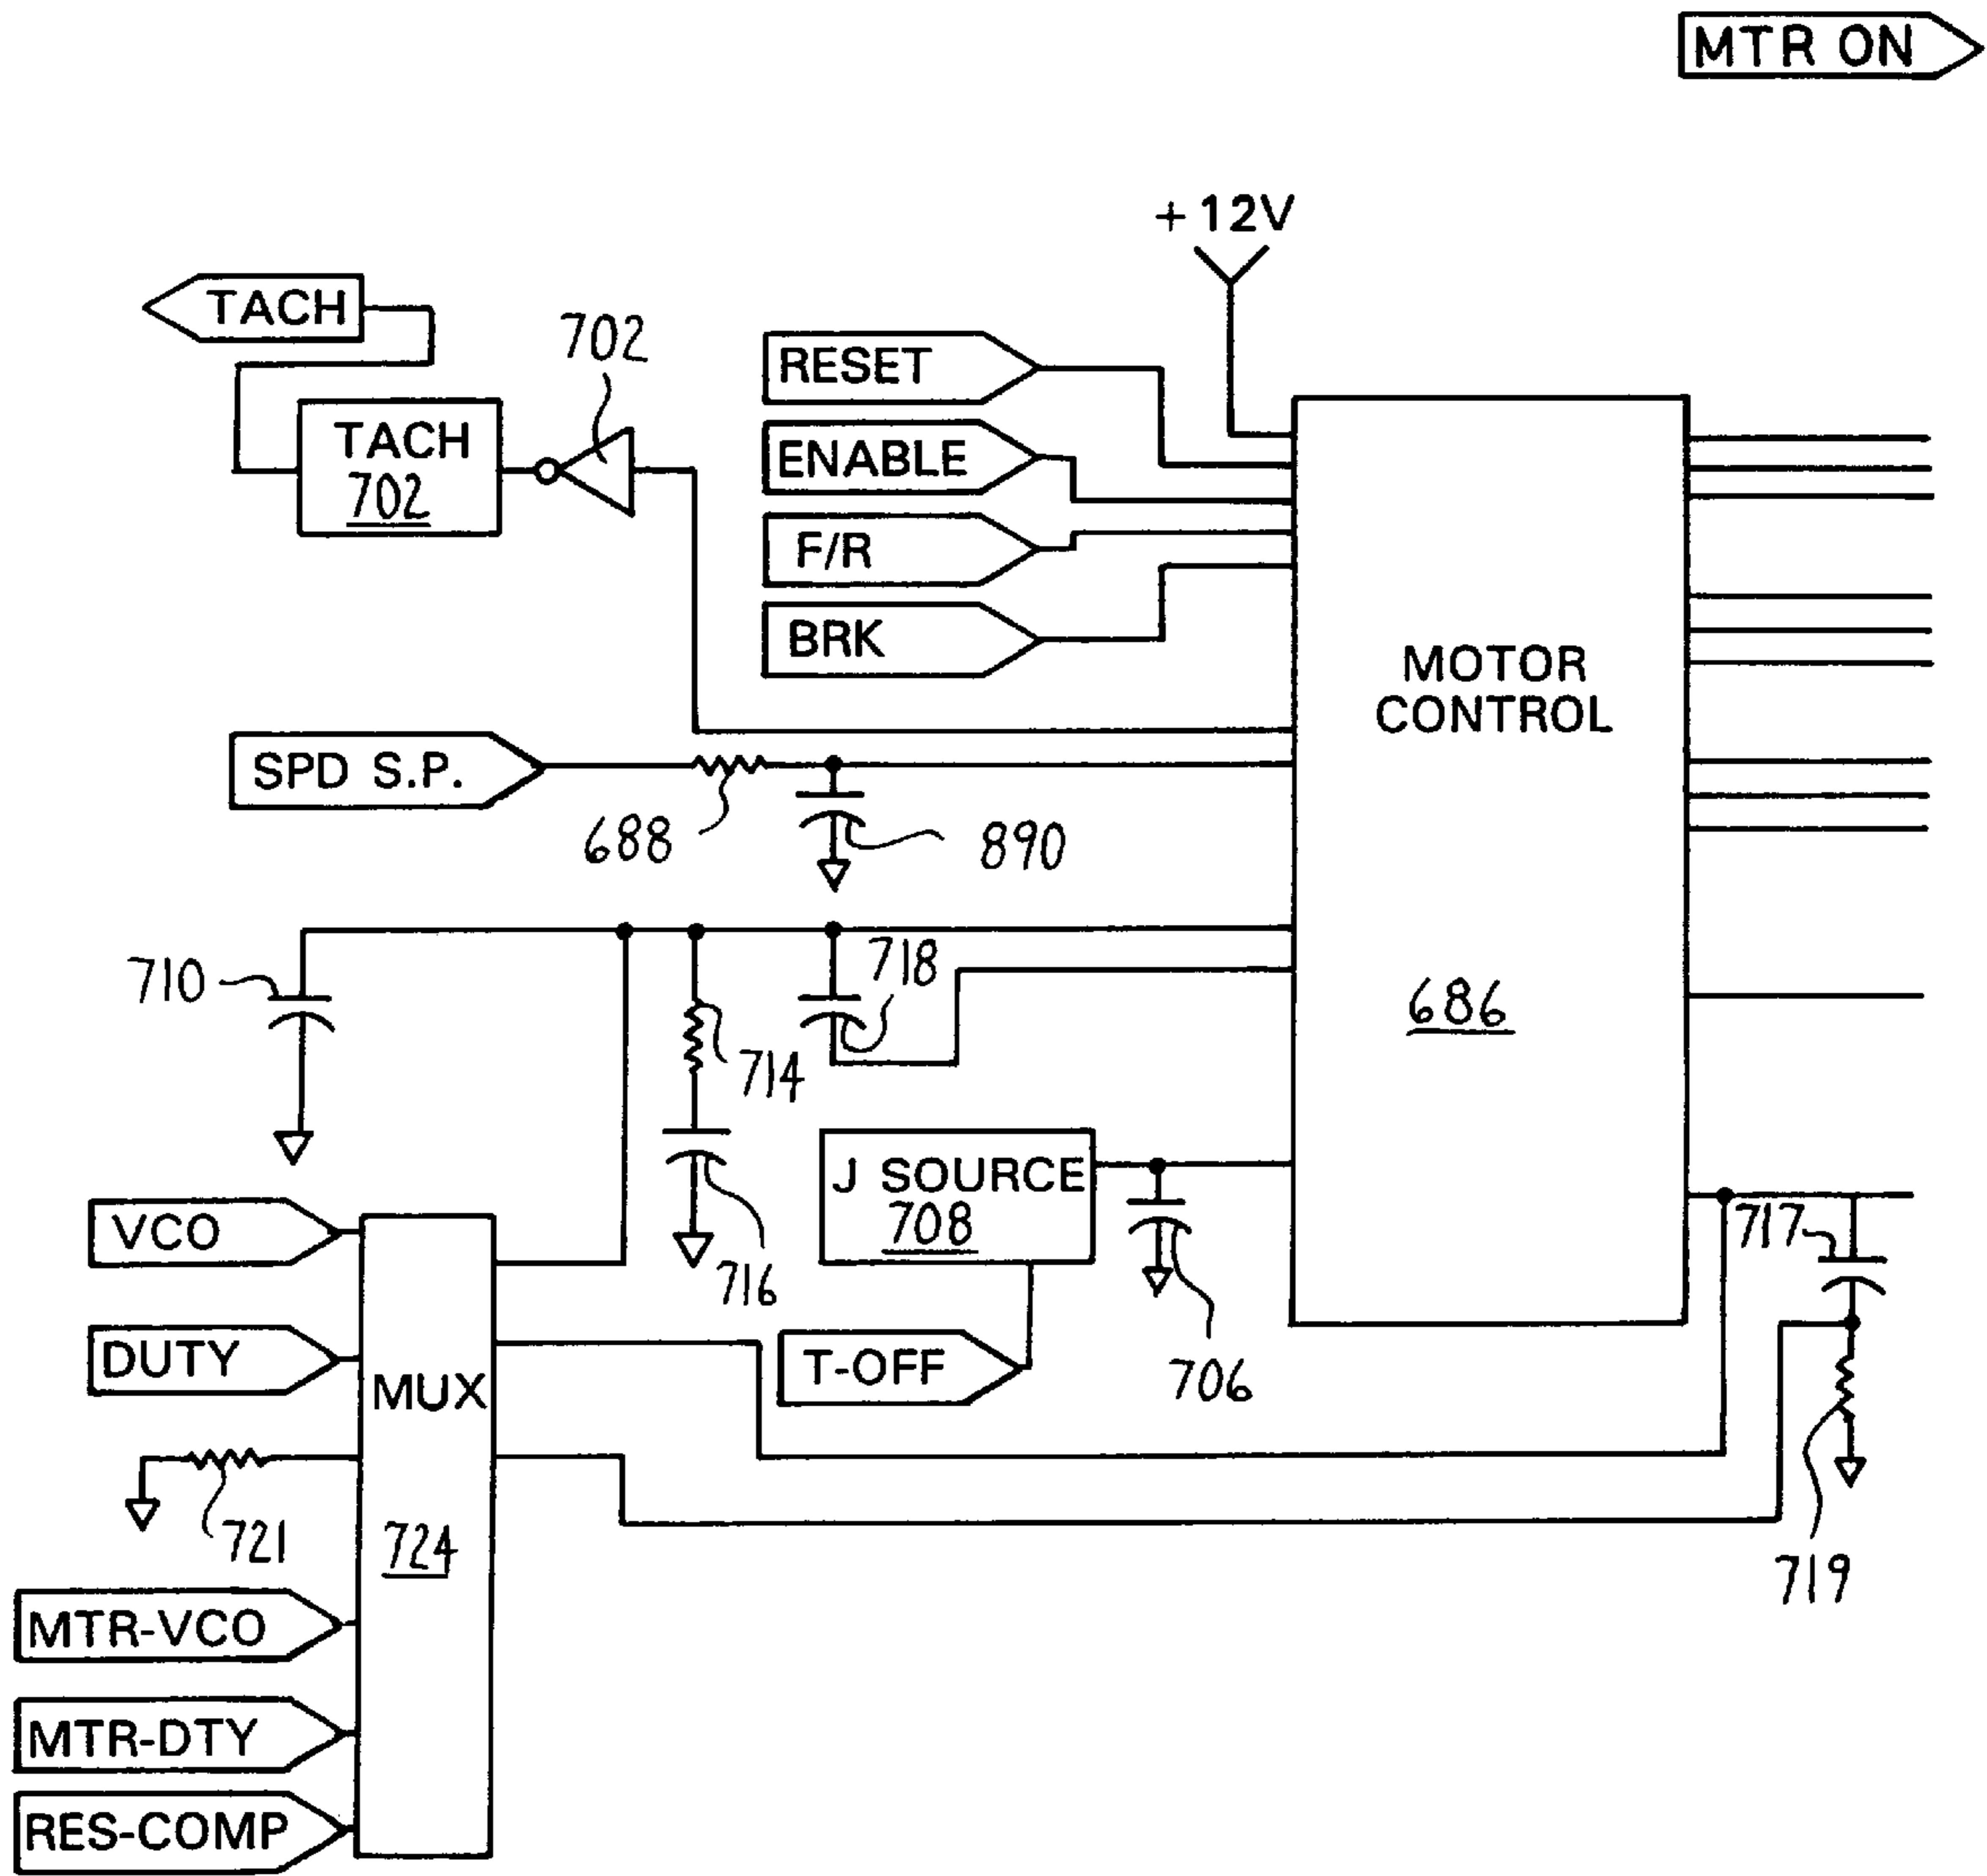 MTR ON
+12V
TACH
702
RESET
TACH
702
ENABLE
F/R
BRK
MOTOR
CONTROL
SPD S.P.
688
890
710
718
686
714
J SOURCE
708
717
VCO
716
DUTY
T-OFF
706
MUX
721
724
719
MTR-VCO
MTR-DTY
RES-COMP